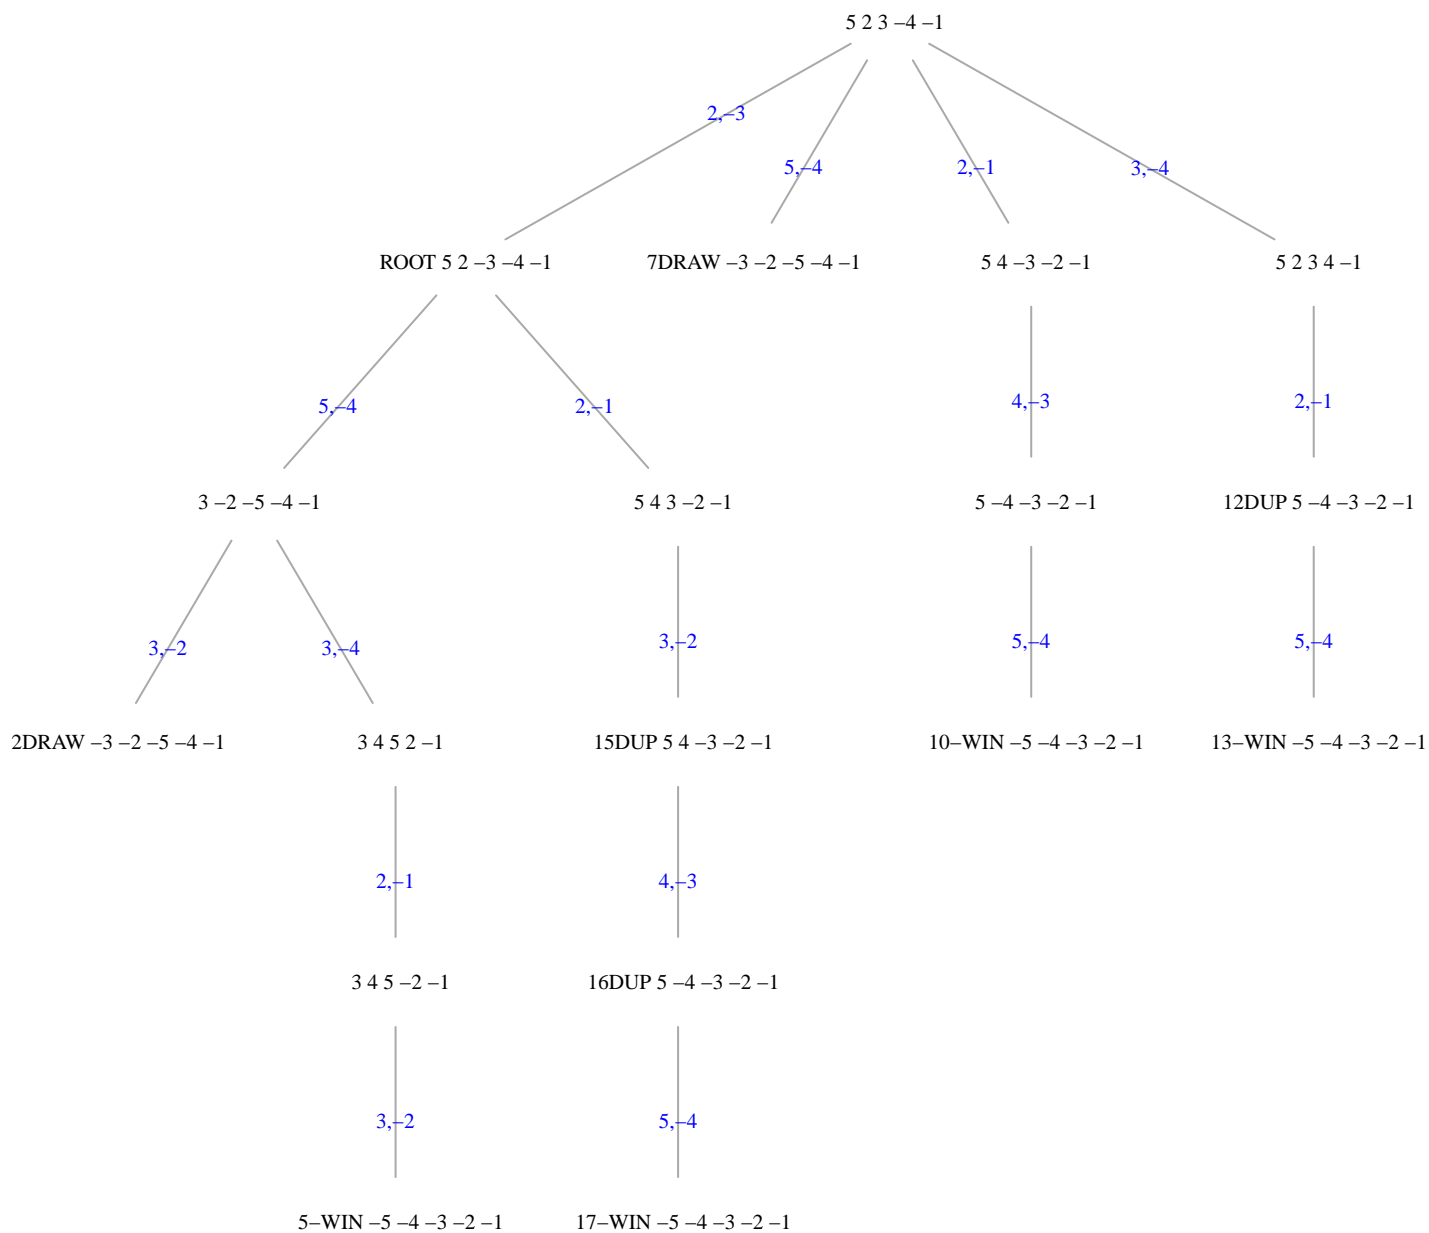 5 2 3 −4 −1
2,−3
5,−4
2,−1
3,−4
ROOT 5 2 −3 −4 −1
7DRAW −3 −2 −5 −4 −1
5 4 −3 −2 −1
5 2 3 4 −1
5,−4
2,−1
4,−3
2,−1
3 −2 −5 −4 −1
5 4 3 −2 −1
5 −4 −3 −2 −1
12DUP 5 −4 −3 −2 −1
3,−2
3,−4
3,−2
5,−4
5,−4
2DRAW −3 −2 −5 −4 −1
3 4 5 2 −1
15DUP 5 4 −3 −2 −1
10−WIN −5 −4 −3 −2 −1
13−WIN −5 −4 −3 −2 −1
2,−1
4,−3
3 4 5 −2 −1
16DUP 5 −4 −3 −2 −1
3,−2
5,−4
5−WIN −5 −4 −3 −2 −1
17−WIN −5 −4 −3 −2 −1